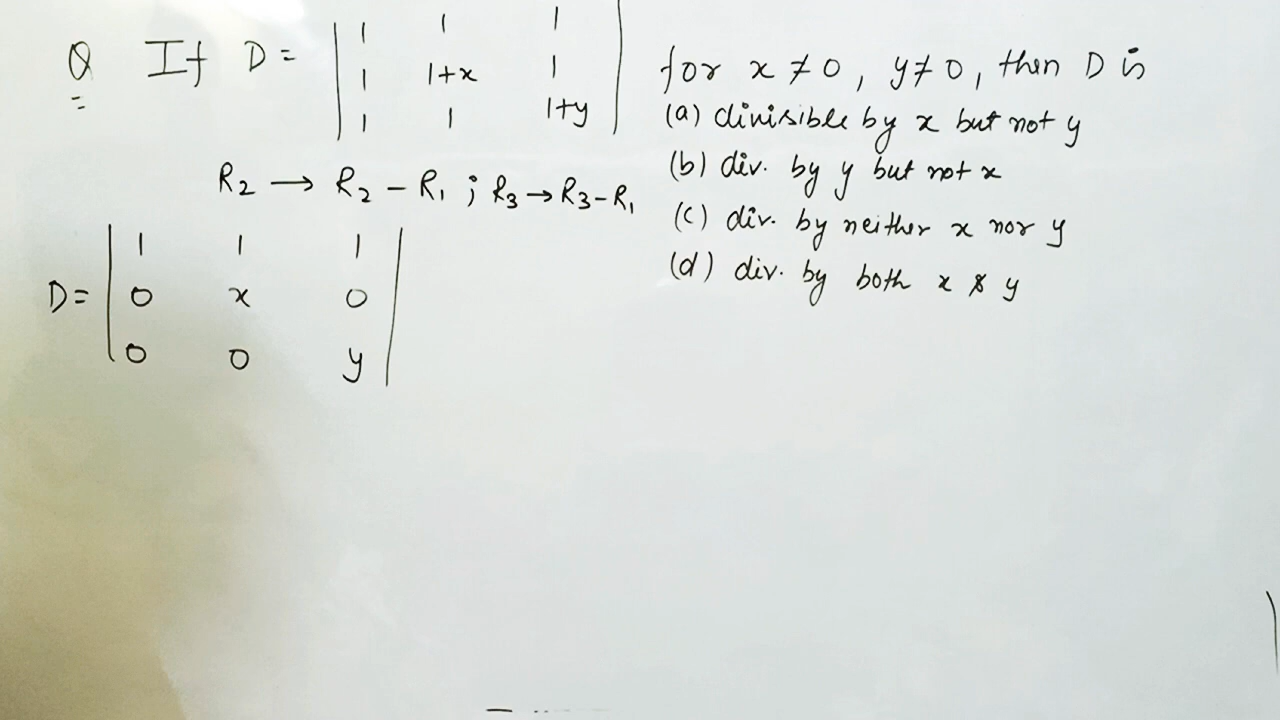 Q If D = | 1 1 1 |
| 1 1+x 1 |
| 1 1 1+y |
for x ≠ 0, y ≠ 0, then D is
(a) divisible by x but not y
(b) div. by y but not x
(c) div. by neither x nor y
(d) div. by both x & y
R₂ → R₂ − R₁ ; R₃ → R₃−R₁
D = | 1 1 1 |
| 0 x 0 |
| 0 0 y |